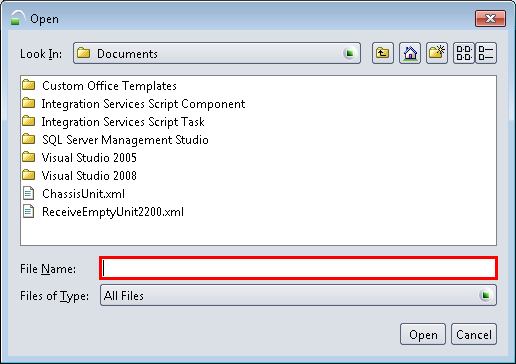 Open
Look In: Documents
Custom Office Templates
Integration Services Script Component
Integration Services Script Task
SQL Server Management Studio
Visual Studio 2005
Visual Studio 2008
ChassisUnit.xml
ReceiveEmptyUnit2200.xml
File Name:
Files of Type: All Files
Open Cancel